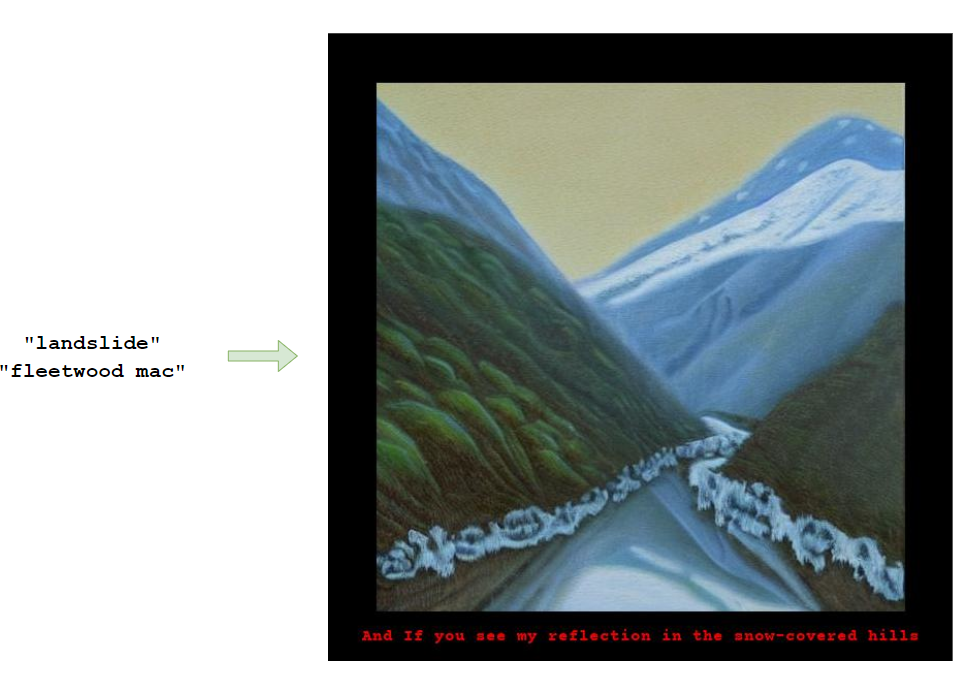 "landslide"
"fleetwood mac"
And If you see my reflection in the snow-covered hills